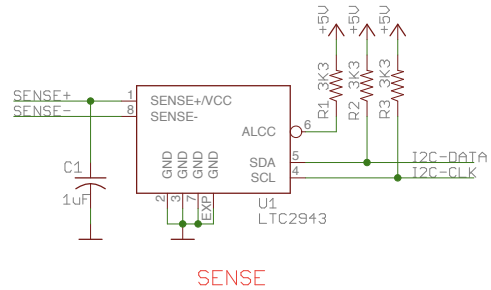 +5V +5V +5V
R1 3K3 R2 3K3 R3 3K3
SENSE+ 1 SENSE+/VCC
SENSE- 8 SENSE-
ALCC 6
SDA 5 I2C-DATA
SCL 4 I2C-CLK
C1
1uF
GND GND GND GND
2 3 7 EXP
U1
LTC2943
SENSE